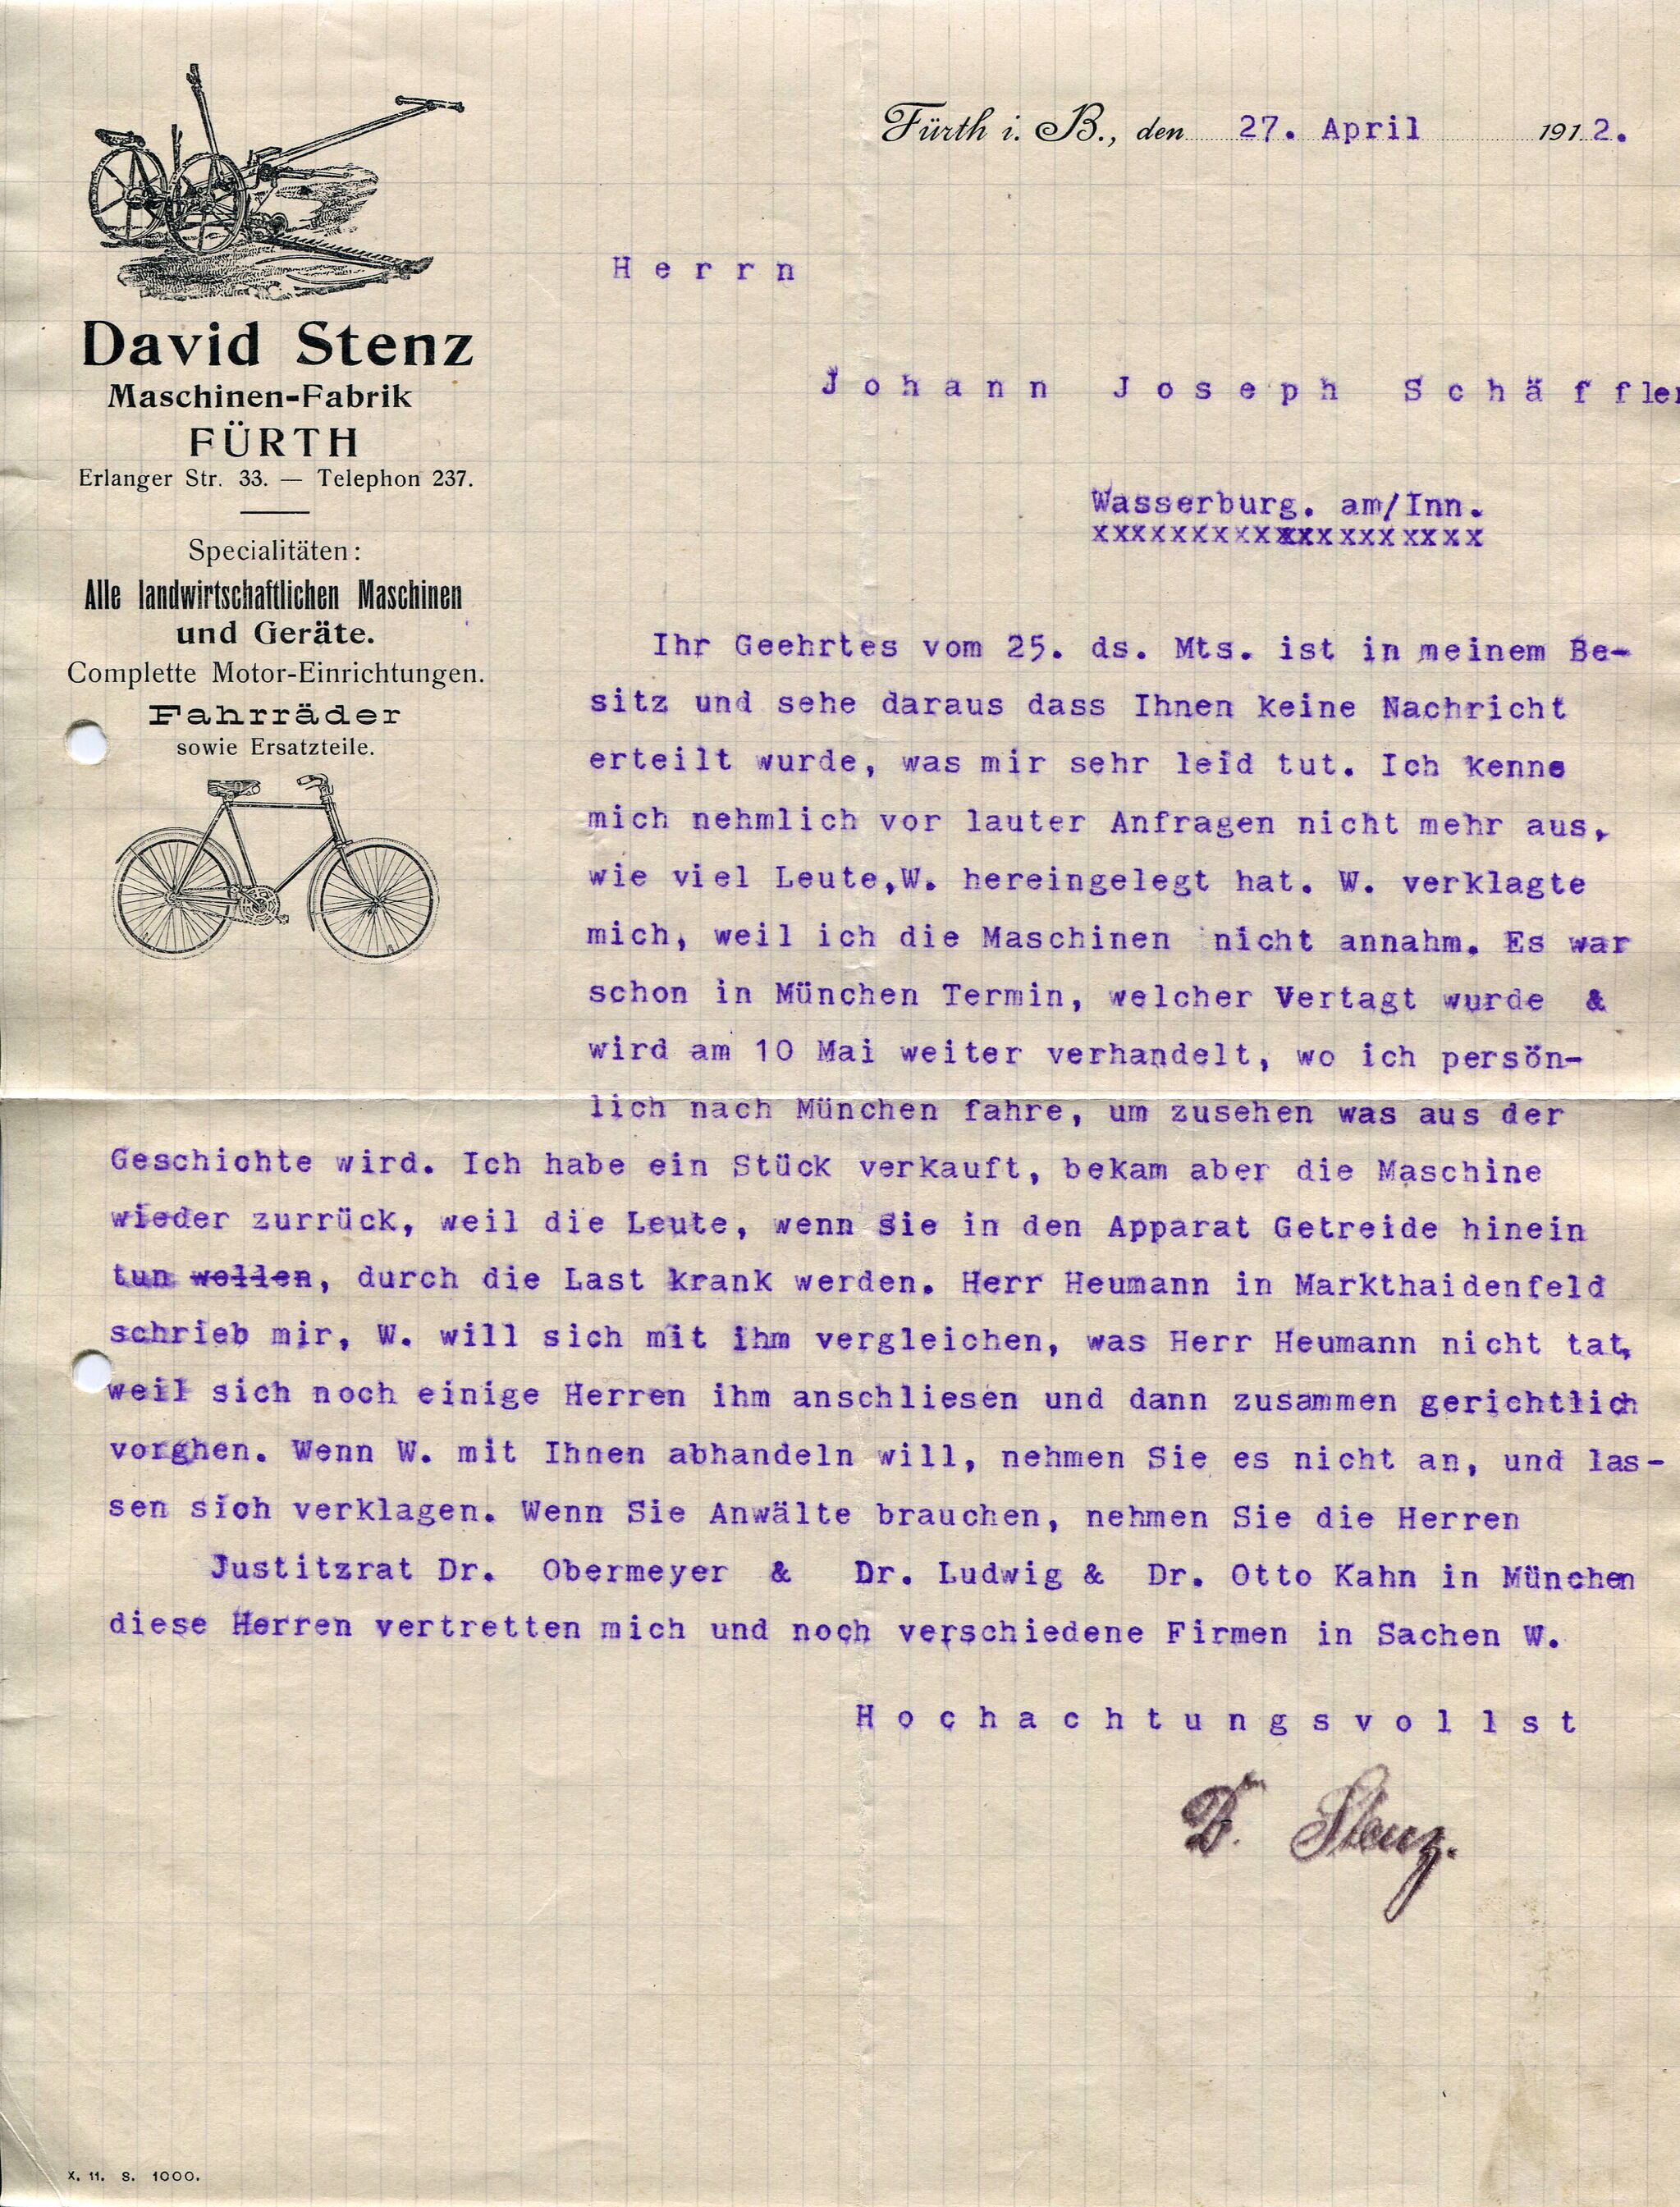 Fürth i. B., den 27. April 1912.
David Stenz
Maschinen-Fabrik
FÜRTH
Erlanger Str. 33. — Telephon 237.
Specialitäten:
Alle landwirtschaftlichen Maschinen
und Geräte.
Complette Motor-Einrichtungen.
Fahrräder
sowie Ersatzteile.
Herrn
Johann Joseph Schäffler
Wasserburg. am/Inn.
xxxxxxxxxxxxxxxxxxx
Ihr Geehrtes vom 25. ds. Mts. ist in meinem Be-
sitz und sehe daraus dass Ihnen keine Nachricht
erteilt wurde, was mir sehr leid tut. Ich kenne
mich nehmlich vor lauter Anfragen nicht mehr aus,
wie viel Leute,W. hereingelegt hat. W. verklagte
mich, weil ich die Maschinen nicht annahm. Es war
schon in München Termin, welcher Vertagt wurde &
wird am 10 Mai weiter verhandelt, wo ich persön-
lich nach München fahre, um zusehen was aus der
Geschichte wird. Ich habe ein Stück verkauft, bekam aber die Maschine
wieder zurrück, weil die Leute, wenn Sie in den Apparat Getreide hinein
tun wollen, durch die Last krank werden. Herr Heumann in Markthaidenfeld
schrieb mir, W. will sich mit ihm vergleichen, was Herr Heumann nicht tat,
weil sich noch einige Herren ihm anschliesen und dann zusammen gerichtlich
vorghen. Wenn W. mit Ihnen abhandeln will, nehmen Sie es nicht an, und las-
sen sich verklagen. Wenn Sie Anwälte brauchen, nehmen Sie die Herren
Justitzrat Dr. Obermeyer & Dr. Ludwig & Dr. Otto Kahn in München
diese Herren vertretten mich und noch verschiedene Firmen in Sachen W.
Hochachtungsvollst
D. Stenz.
X. 11. S. 1000.